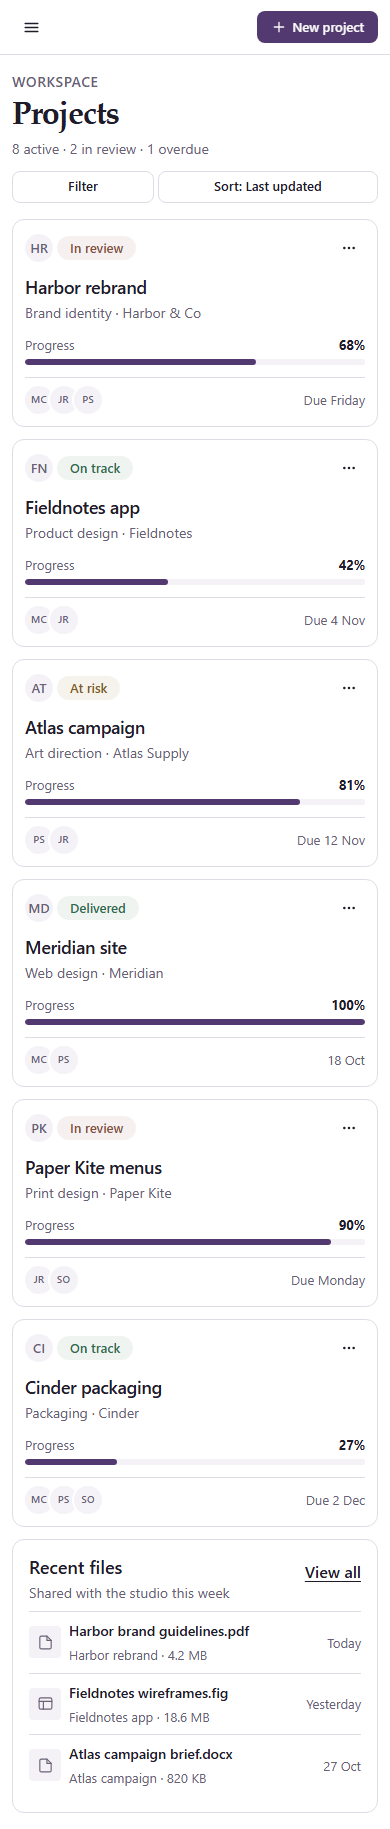 New project
WORKSPACE
Projects
8 active · 2 in review · 1 overdue
Filter
Sort: Last updated
HR
In review
Harbor rebrand
Brand identity · Harbor & Co
Progress
68%
MC JR PS
Due Friday
FN
On track
Fieldnotes app
Product design · Fieldnotes
Progress
42%
MC JR
Due 4 Nov
AT
At risk
Atlas campaign
Art direction · Atlas Supply
Progress
81%
PS JR
Due 12 Nov
MD
Delivered
Meridian site
Web design · Meridian
Progress
100%
MC PS
18 Oct
PK
In review
Paper Kite menus
Print design · Paper Kite
Progress
90%
JR SO
Due Monday
CI
On track
Cinder packaging
Packaging · Cinder
Progress
27%
MC PS SO
Due 2 Dec
Recent files
View all
Shared with the studio this week
Harbor brand guidelines.pdf
Harbor rebrand · 4.2 MB
Today
Fieldnotes wireframes.fig
Fieldnotes app · 18.6 MB
Yesterday
Atlas campaign brief.docx
Atlas campaign · 820 KB
27 Oct